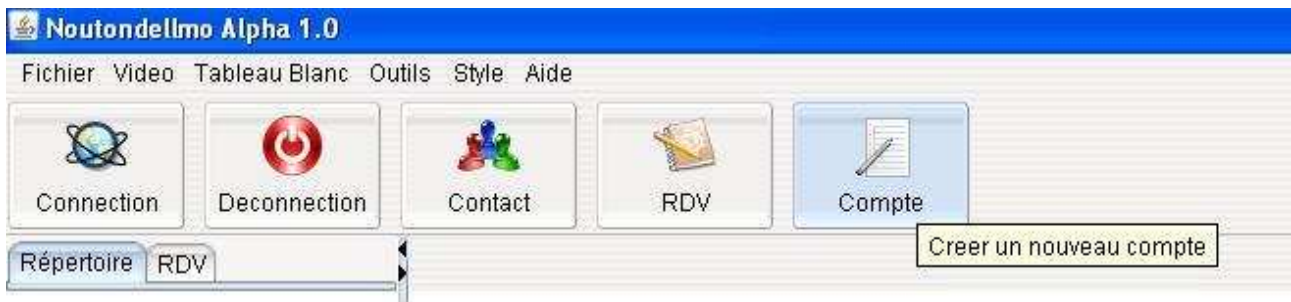 Noutondellmo Alpha 1.0
Fichier Video Tableau Blanc Outils Style Aide
Connection Deconnection Contact RDV Compte
Creer un nouveau compte
Répertoire RDV